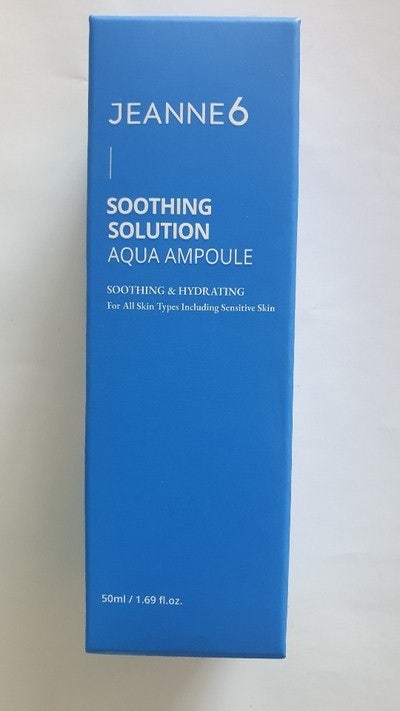 JEANNE6
SOOTHING
SOLUTION
AQUA AMPOULE
SOOTHING & HYDRATING
For All Skin Types Including Sensitive Skin
50ml / 1.69 fl.oz.